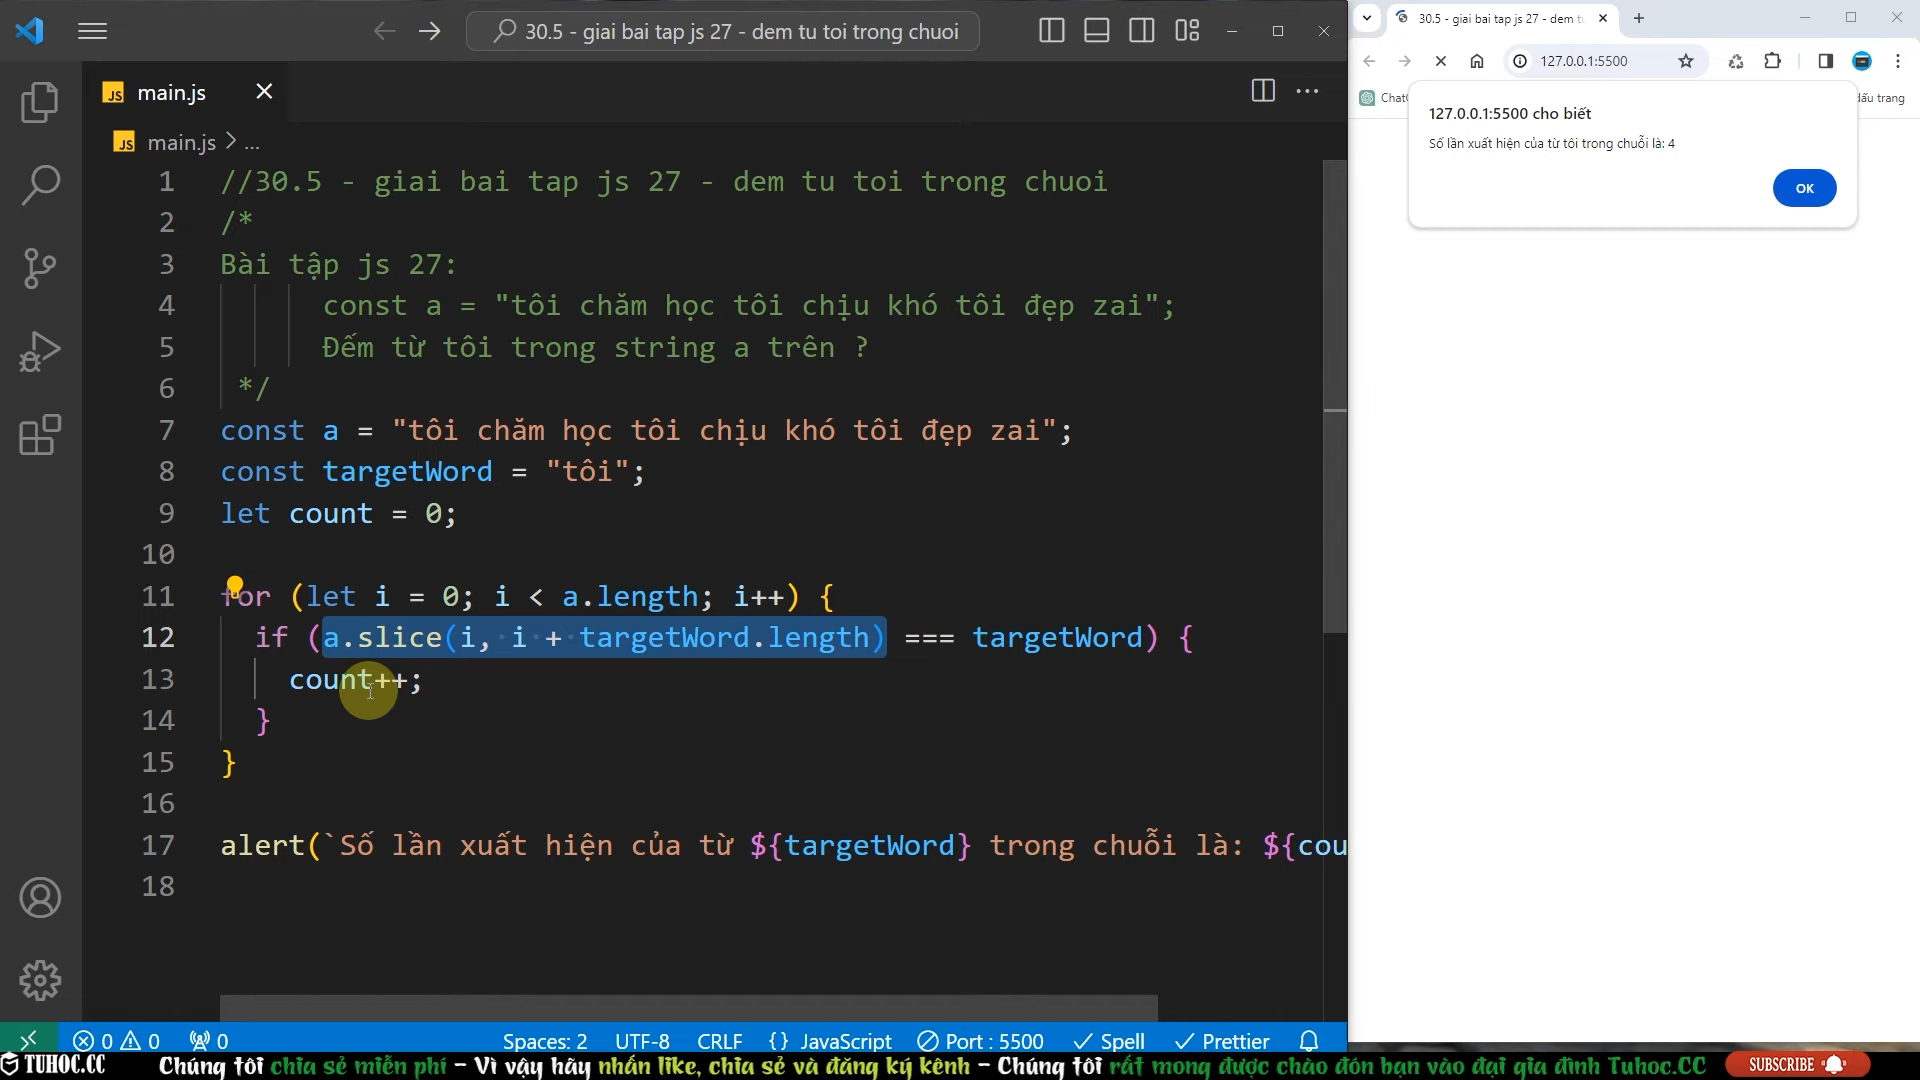 30.5 - giai bai tap js 27 - dem tu toi trong chuoi
main.js
main.js > ...
1 //30.5 - giai bai tap js 27 - dem tu toi trong chuoi
2 /*
3 Bài tập js 27:
4 const a = "tôi chăm học tôi chịu khó tôi đẹp zai";
5 Đếm từ tôi trong string a trên ?
6 */
7 const a = "tôi chăm học tôi chịu khó tôi đẹp zai";
8 const targetWord = "tôi";
9 let count = 0;
10
11 for (let i = 0; i < a.length; i++) {
12 if (a.slice(i, i + targetWord.length) === targetWord) {
13 count++;
14 }
15 }
16
17 alert(`Số lần xuất hiện của từ ${targetWord} trong chuỗi là: ${cou
18
0 0 0 Spaces: 2 UTF-8 CRLF {} JavaScript Port : 5500 Spell Prettier
30.5 - giai bai tap js 27 - dem tu
127.0.0.1:5500
Chat
dấu trang
127.0.0.1:5500 cho biết
Số lần xuất hiện của từ tôi trong chuỗi là: 4
OK
TUHOC.CC Chúng tôi chia sẻ miễn phí - Vì vậy hãy nhấn like, chia sẻ và đăng ký kênh - Chúng tôi rất mong được chào đón bạn vào đại gia đình Tuhoc.CC SUBSCRIBE